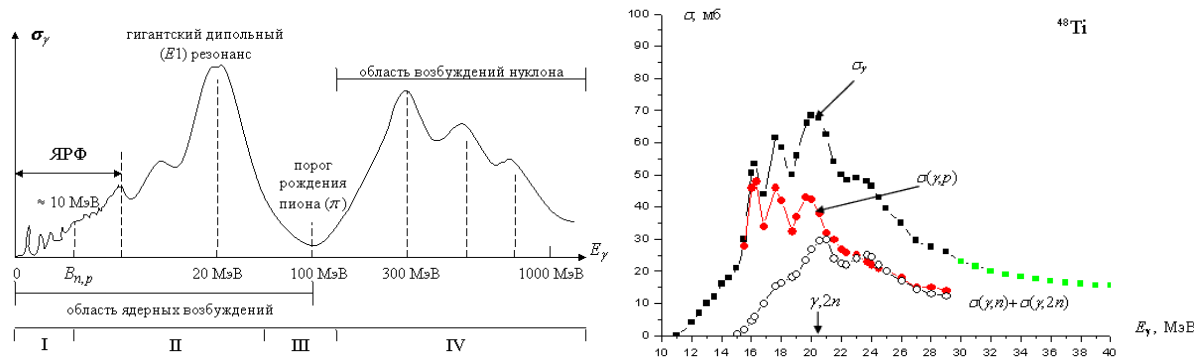 σγ
гигантский дипольный
(E1) резонанс
область возбуждений нуклона
ЯРФ
≈ 10 МэВ
порог
рождения
пиона (π)
Eγ
0
Bn,p
20 МэВ
100 МэВ
300 МэВ
1000 МэВ
область ядерных возбуждений
I
II
III
IV
σ, мб
48Ti
100
90
80
70
60
50
40
30
20
10
0
σγ
σ(γ,p)
γ,2n
σ(γ,n)+σ(γ,2n)
Eγ, МэВ
10 12 14 16 18 20 22 24 26 28 30 32 34 36 38 40